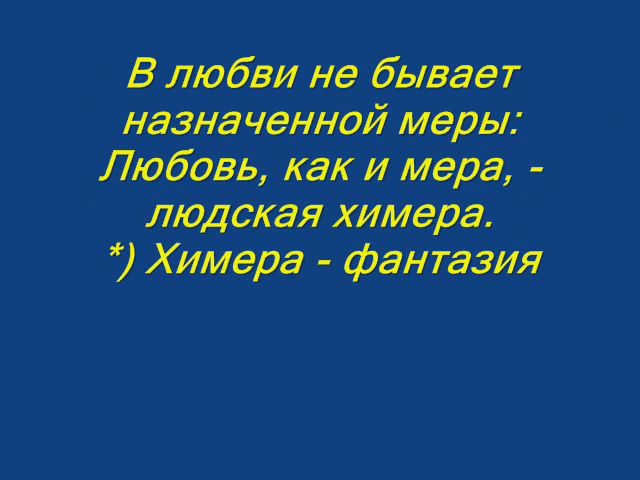 В любви не бывает
назначенной меры:
Любовь, как и мера, -
людская химера.
*) Химера - фантазия